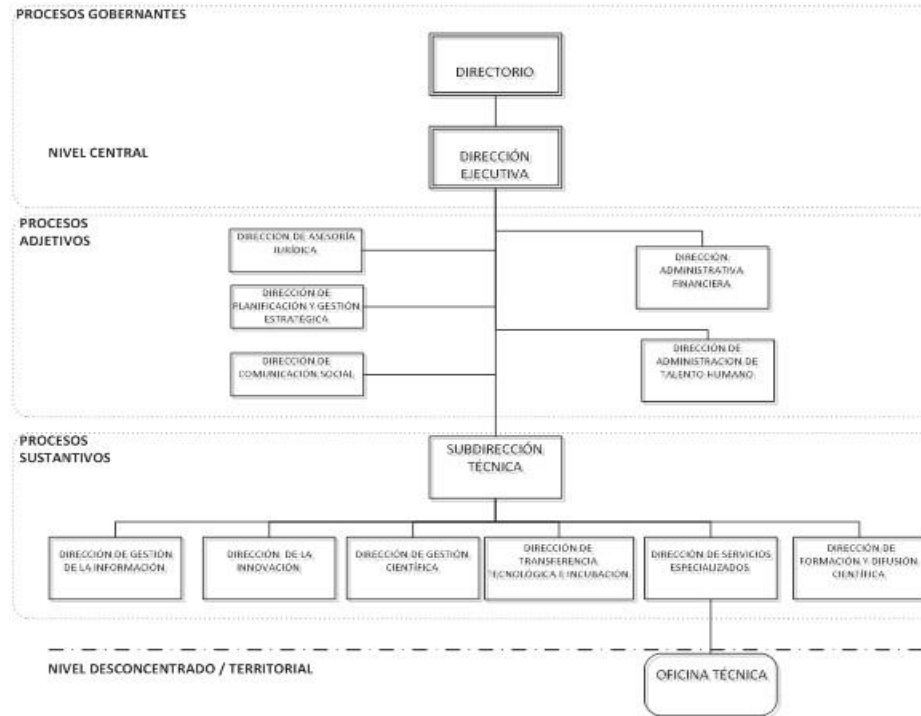 PROCESOS GOBERNANTES
DIRECTORIO
NIVEL CENTRAL
DIRECCIÓN
EJECUTIVA
PROCESOS
ADJETIVOS
DIRECCIÓN DE ASESORÍA
JURÍDICA
DIRECCIÓN
ADMINISTRATIVA
FINANCIERA
DIRECCIÓN DE
PLANIFICACIÓN Y GESTIÓN
ESTRATÉGICA
DIRECCIÓN DE
COMUNICACIÓN SOCIAL
DIRECCIÓN DE
ADMINISTRACION DE
TALENTO HUMANO
PROCESOS
SUSTANTIVOS
SUBDIRECCIÓN
TÉCNICA
DIRECCIÓN DE GESTIÓN
DE LA INFORMACIÓN
DIRECCIÓN DE LA
INNOVACIÓN
DIRECCIÓN DE GESTIÓN
CIENTÍFICA
DIRECCIÓN DE
TRANSFERENCIA
TECNOLÓGICA E INCUBACIÓN
DIRECCIÓN DE SERVICIOS
ESPECIALIZADOS
DIRECCIÓN DE
FORMACIÓN Y DIFUSIÓN
CIENTÍFICA
NIVEL DESCONCENTRADO / TERRITORIAL
OFICINA TÉCNICA